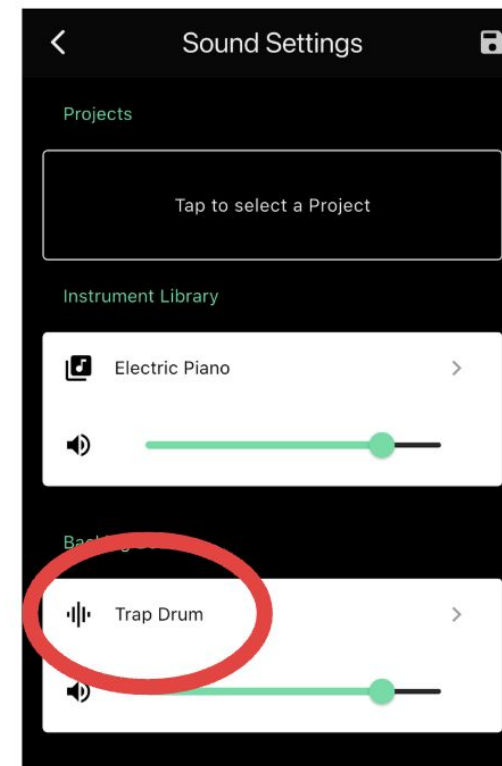 Sound Settings
Projects
Tap to select a Project
Instrument Library
Electric Piano
Trap Drum